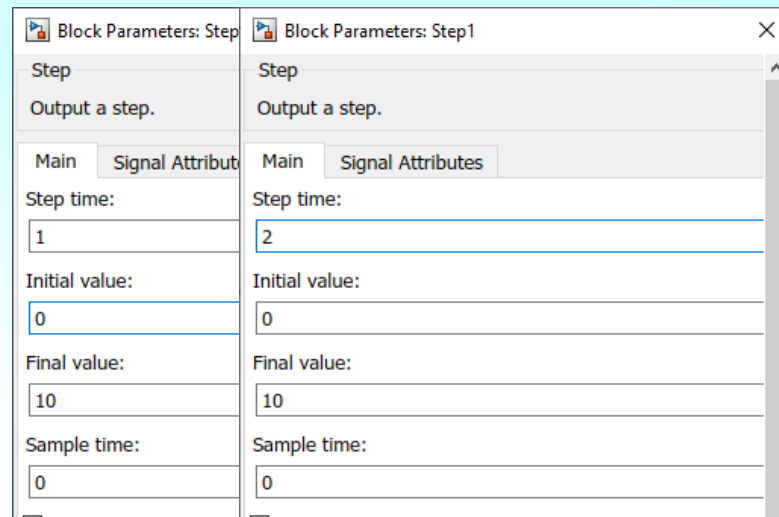 Block Parameters: Step
Step
Output a step.
Main Signal Attribut
Step time:
1
Initial value:
0
Final value:
10
Sample time:
0
Block Parameters: Step1
Step
Output a step.
Main Signal Attributes
Step time:
2
Initial value:
0
Final value:
10
Sample time:
0